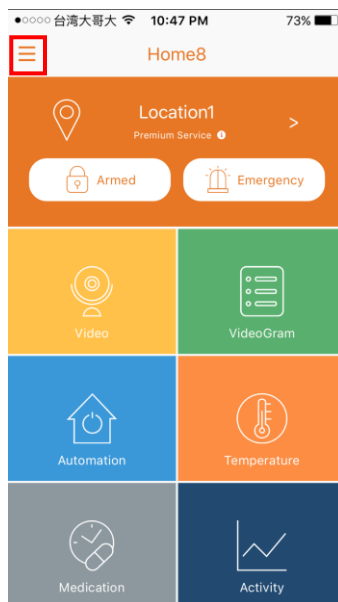 台湾大哥大 10:47 PM 73%
Home8
Location1
Premium Service
Armed Emergency
Video VideoGram
Automation Temperature
Medication Activity